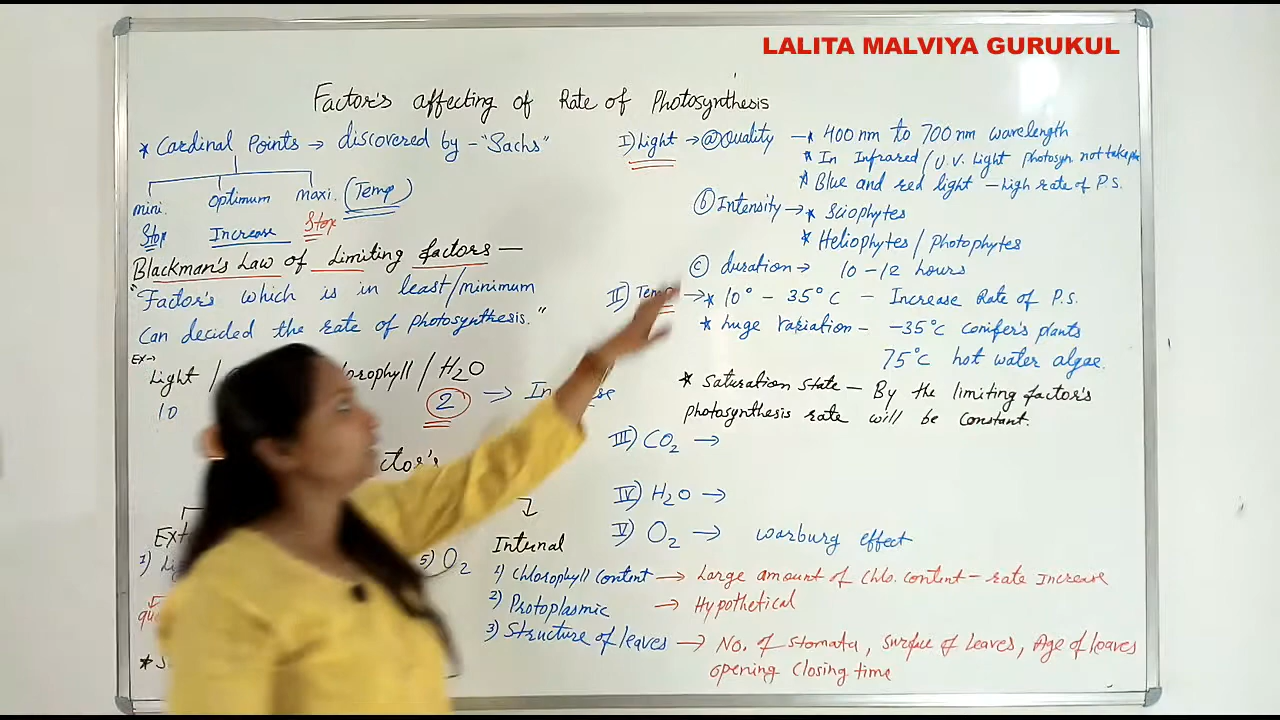 LALITA MALVIYA GURUKUL
Factor's affecting of Rate of Photosynthesis
* Cardinal Points → discovered by - "Sachs"
mini. optimum maxi. (Temp)
Stop Increase Stop
Blackman's Law of Limiting factors —
"Factor's which is in least/minimum
Can decided the rate of photosynthesis."
Ex→
Light / / H2O
10 2 →
I) Light → @Quality — * 400 nm to 700 nm wavelength
* In Infrared / U.V. Light photosyn not take
* Blue and red light — high rate of P.S.
ⓑ Intensity → * Sciophytes
* Heliophytes / Photophytes
ⓒ duration → 10 - 12 hours
II) Temp → * 10° - 35°C — Increase Rate of P.S.
* huge variation - -35°C conifer's plants
75°C hot water algae.
* Saturation State — By the limiting factor's
photosynthesis rate will be constant.
III) CO2 →
IV) H2O →
V) O2 → warburg effect
Ext
1)
5) O2
Internal
1) Chlorophyll content → Large amount of Chlo. content - rate Increase
2) Protoplasmic → Hypothetical
3) Structure of leaves → No. of stomata, Surface of leaves, Age of leaves
opening closing time